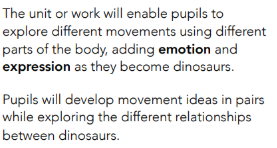 The unit or work will enable pupils to
explore different movements using different
parts of the body, adding emotion and
expression as they become dinosaurs.
Pupils will develop movement ideas in pairs
while exploring the different relationships
between dinosaurs.